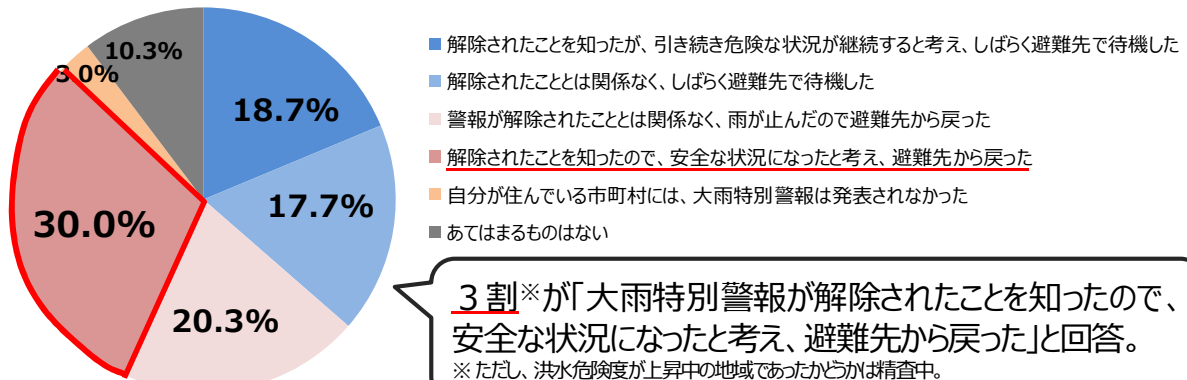 10.3%
3.0%
18.7%
17.7%
30.0%
20.3%
解除されたことを知ったが、引き続き危険な状況が継続すると考え、しばらく避難先で待機した
解除されたこととは関係なく、しばらく避難先で待機した
警報が解除されたこととは関係なく、雨が止んだので避難先から戻った
解除されたことを知ったので、安全な状況になったと考え、避難先から戻った
自分が住んでいる市町村には、大雨特別警報は発表されなかった
あてはまるものはない
3割※が「大雨特別警報が解除されたことを知ったので、
安全な状況になったと考え、避難先から戻った」と回答。
※ ただし、洪水危険度が上昇中の地域であったかどうかは精査中。